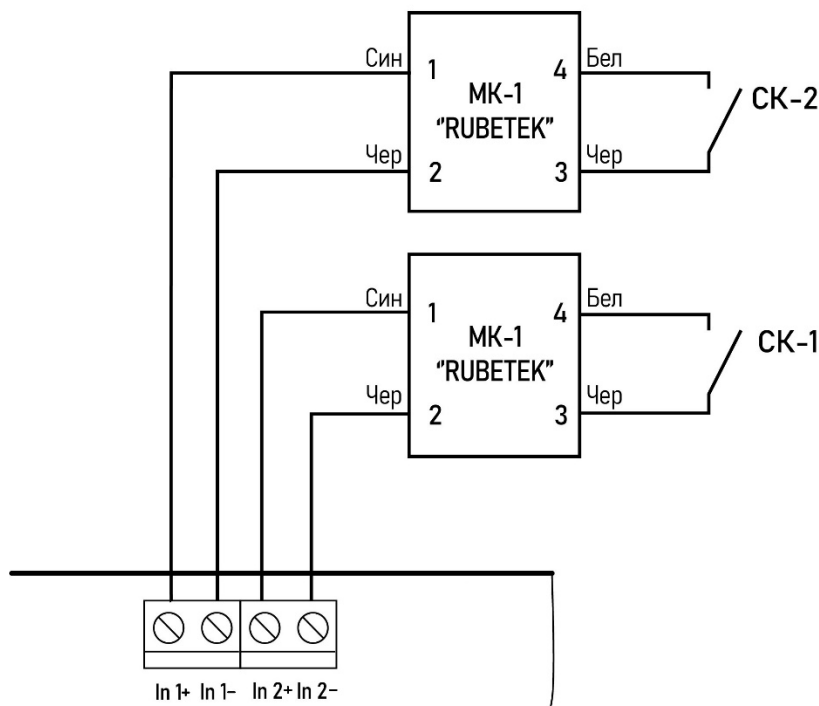 Син
1
4
Бел
МК-1
"RUBETEK"
СК-2
Чер
2
3
Чер
Син
1
4
Бел
МК-1
"RUBETEK"
СК-1
Чер
2
3
Чер
In 1+ In 1− In 2+ In 2−